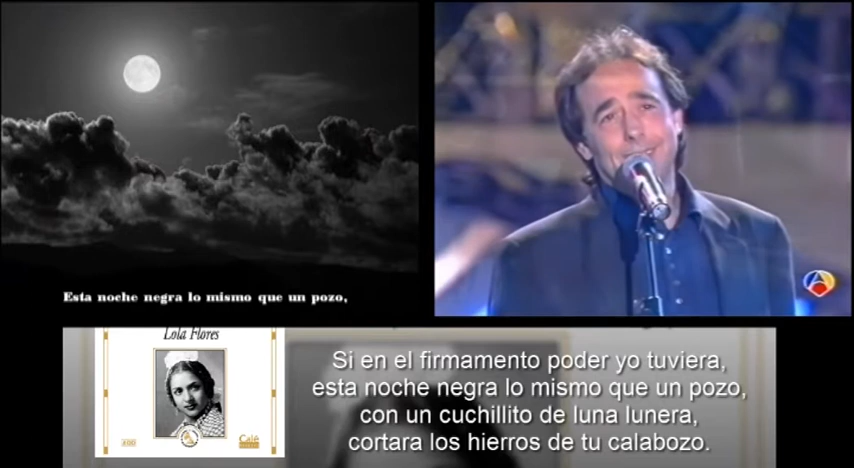 Esta noche negra lo mismo que un pozo,
Lola Flores
Calé
Si en el firmamento poder yo tuviera,
esta noche negra lo mismo que un pozo,
con un cuchillito de luna lunera,
cortara los hierros de tu calabozo.